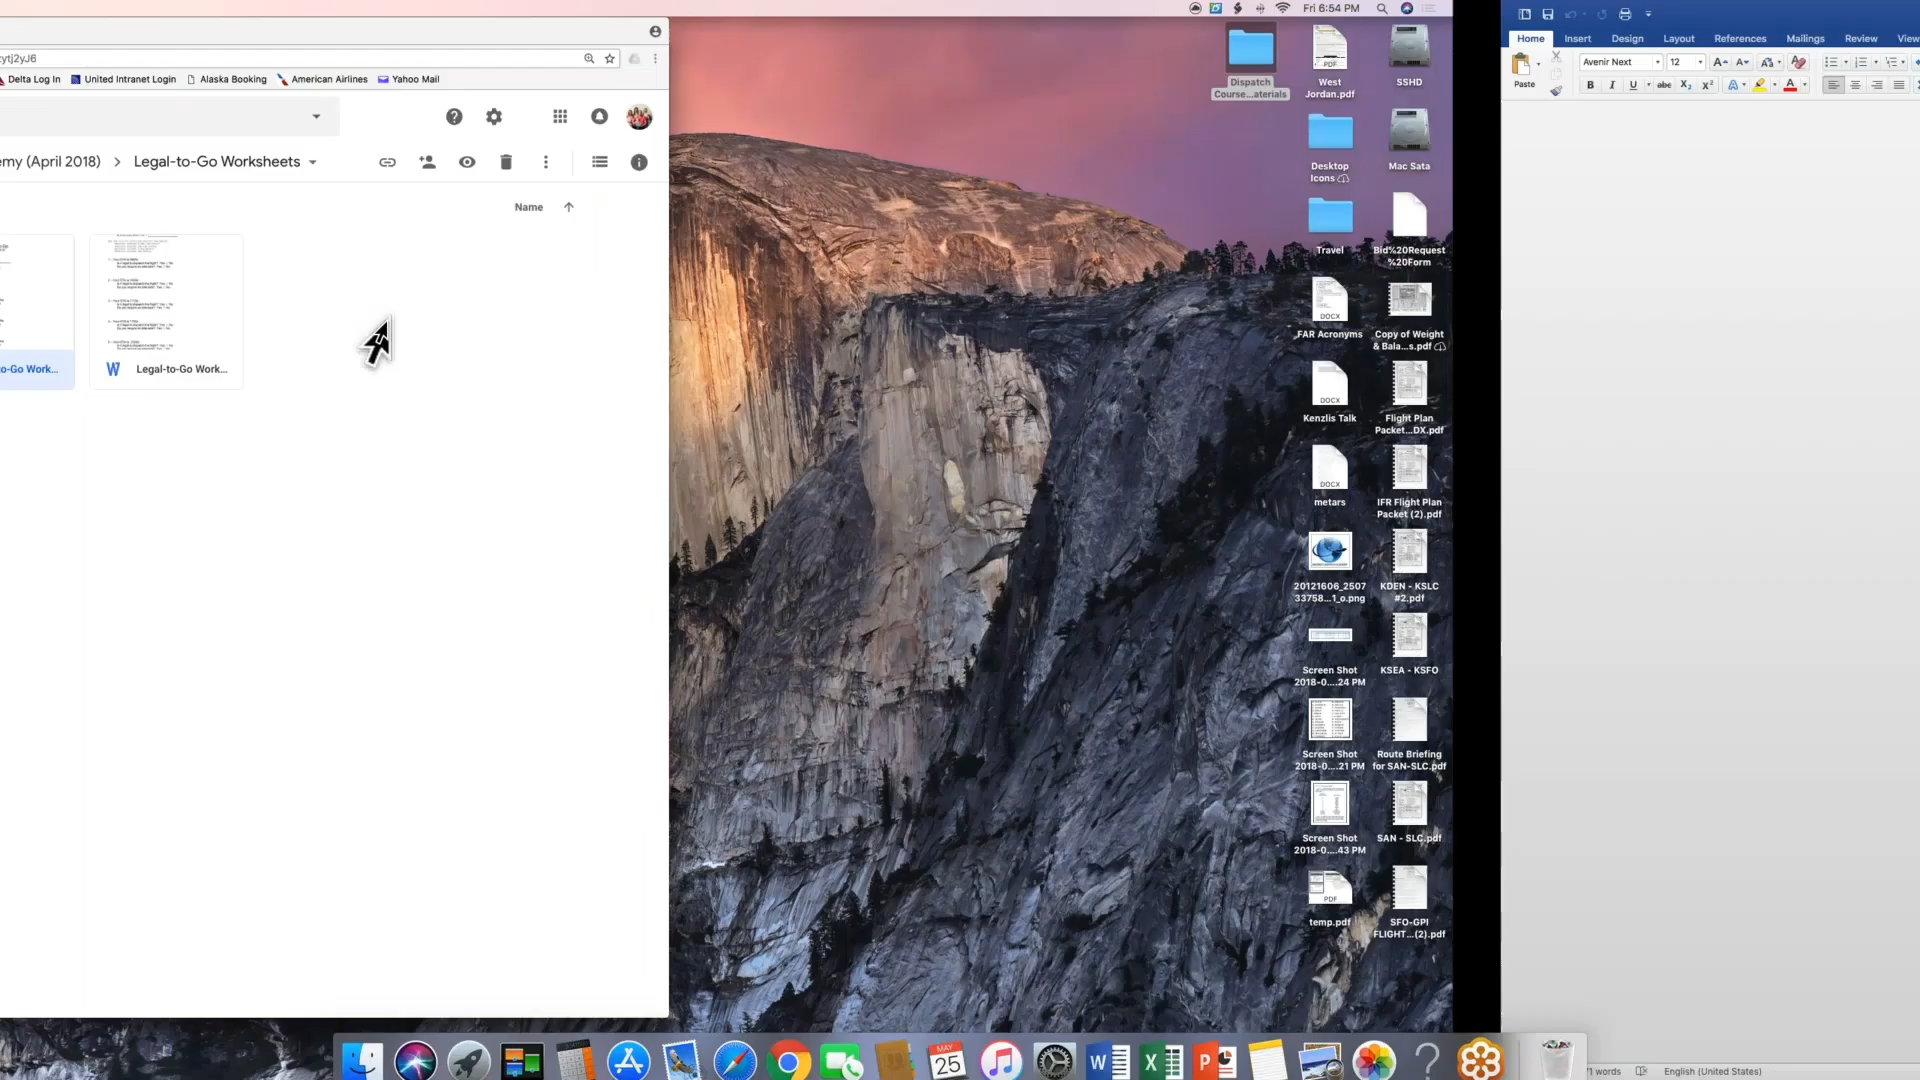 Fri 6:54 PM
zytj2yJ6
Delta Log In United Intranet Login Alaska Booking American Airlines Yahoo Mail
emy (April 2018) > Legal-to-Go Worksheets
Name
o-Go Work...
W Legal-to-Go Work...
Dispatch
Course...aterials
PDF
West
Jordan.pdf
SSHD
Desktop
Icons
Mac Sata
Travel
Bid%20Request
%20Form
DOCX
FAR Acronyms
Copy of Weight
& Bala...s.pdf
DOCX
Kenzlis Talk
Flight Plan
Packet...DX.pdf
DOCX
metars
IFR Flight Plan
Packet (2).pdf
20121606_2507
33758...1_o.png
KDEN - KSLC
#2.pdf
Screen Shot
2018-0....24 PM
KSEA - KSFO
Screen Shot
2018-0....21 PM
Route Briefing
for SAN-SLC.pdf
Screen Shot
2018-0....43 PM
SAN - SLC.pdf
PDF
temp.pdf
SFO-GPI
FLIGHT...(2).pdf
MAY
25
Home Insert Design Layout References Mailings Review View
Paste
Avenir Next 12
B I U abc X2 X2 A A
words English (United States)